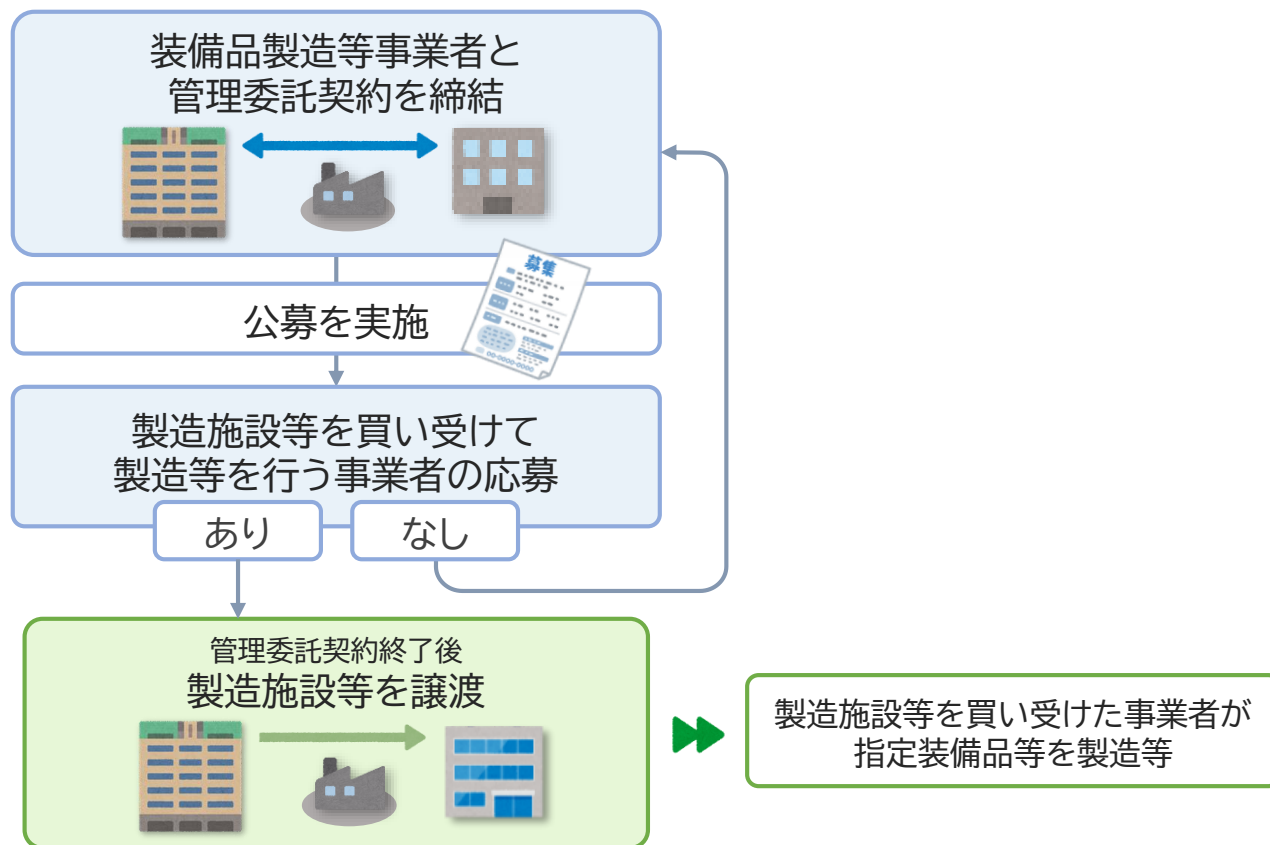 装備品製造等事業者と
管理委託契約を締結
募集
00-0000-0000
公募を実施
製造施設等を買い受けて
製造等を行う事業者の応募
あり
なし
管理委託契約終了後
製造施設等を譲渡
製造施設等を買い受けた事業者が
指定装備品等を製造等